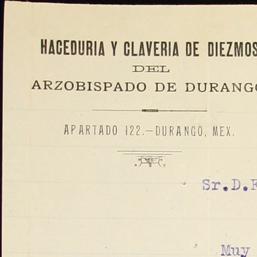 HACEDURIA Y CLAVERIA DE DIEZMOS
DEL
ARZOBISPADO DE DURANGO
APARTADO 122.—DURANGO, MEX.
Sr.D.
Muy